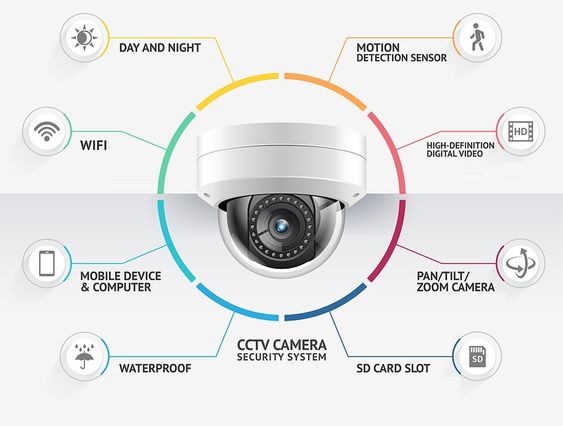 DAY AND NIGHT
MOTION
DETECTION SENSOR
WIFI
HIGH-DEFINITION
DIGITAL VIDEO
HD
MOBILE DEVICE
& COMPUTER
PAN/TILT/
ZOOM CAMERA
WATERPROOF
CCTV CAMERA
SECURITY SYSTEM
SD CARD SLOT
SD